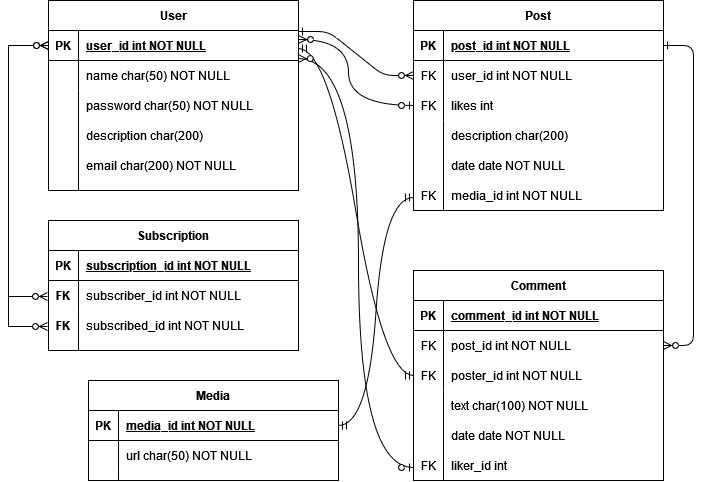 User
PK user_id int NOT NULL
name char(50) NOT NULL
password char(50) NOT NULL
description char(200)
email char(200) NOT NULL
Post
PK post_id int NOT NULL
FK user_id int NOT NULL
FK likes int
description char(200)
date date NOT NULL
FK media_id int NOT NULL
Subscription
PK subscription_id int NOT NULL
FK subscriber_id int NOT NULL
FK subscribed_id int NOT NULL
Comment
PK comment_id int NOT NULL
FK post_id int NOT NULL
FK poster_id int NOT NULL
text char(100) NOT NULL
date date NOT NULL
FK liker_id int
Media
PK media_id int NOT NULL
url char(50) NOT NULL